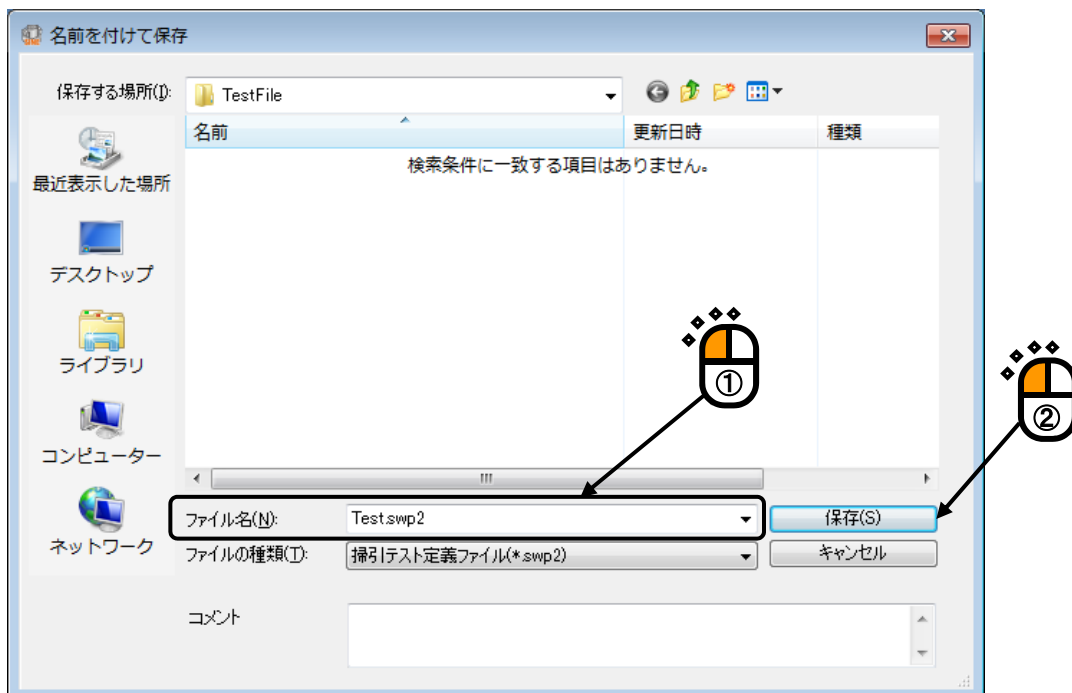 名前を付けて保存
保存する場所(I):
TestFile
名前
更新日時
種類
検索条件に一致する項目はありません。
最近表示した場所
デスクトップ
ライブラリ
コンピューター
ネットワーク
①
②
ファイル名(N):
Test.swp2
保存(S)
ファイルの種類(T):
掃引テスト定義ファイル(*.swp2)
キャンセル
コメント